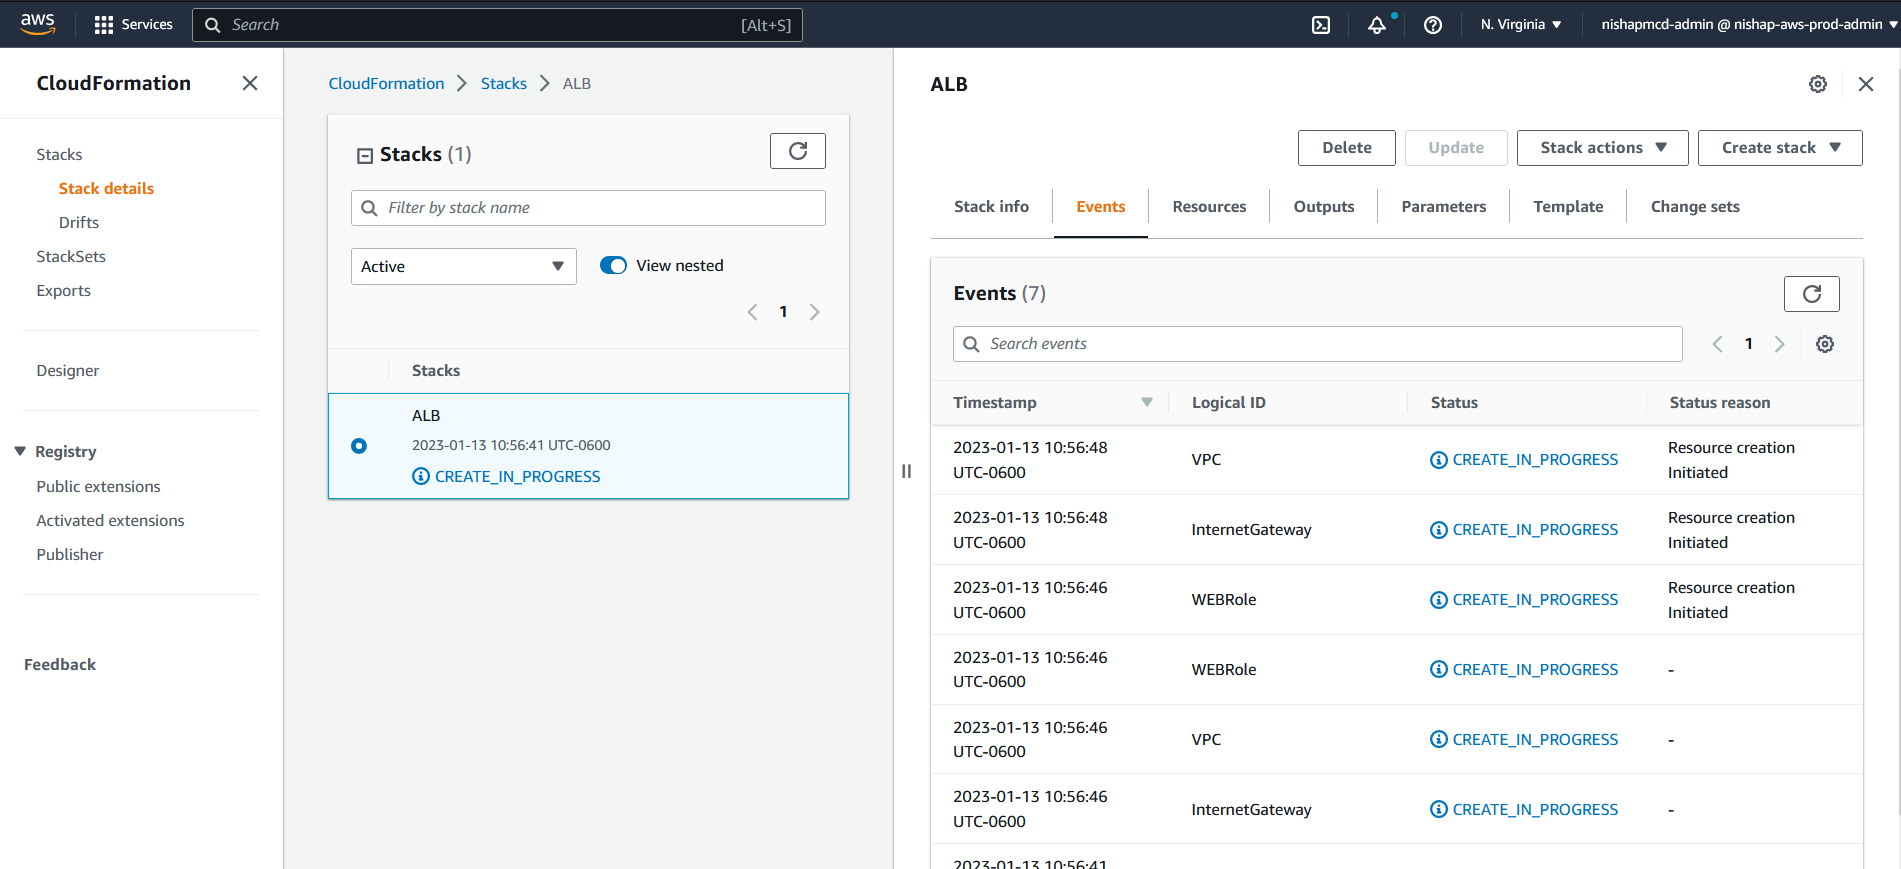 aws
Services
Search
[Alt+S]
N. Virginia
nishapmcd-admin @ nishap-aws-prod-admin
CloudFormation
Stacks
Stack details
Drifts
StackSets
Exports
Designer
Registry
Public extensions
Activated extensions
Publisher
Feedback
CloudFormation
Stacks
ALB
Stacks (1)
Filter by stack name
Active
View nested
1
Stacks
ALB
2023-01-13 10:56:41 UTC-0600
CREATE_IN_PROGRESS
ALB
Delete
Update
Stack actions
Create stack
Stack info
Events
Resources
Outputs
Parameters
Template
Change sets
Events (7)
Search events
1
Timestamp
Logical ID
Status
Status reason
2023-01-13 10:56:48
UTC-0600
VPC
CREATE_IN_PROGRESS
Resource creation
Initiated
2023-01-13 10:56:48
UTC-0600
InternetGateway
CREATE_IN_PROGRESS
Resource creation
Initiated
2023-01-13 10:56:46
UTC-0600
WEBRole
CREATE_IN_PROGRESS
Resource creation
Initiated
2023-01-13 10:56:46
UTC-0600
WEBRole
CREATE_IN_PROGRESS
-
2023-01-13 10:56:46
UTC-0600
VPC
CREATE_IN_PROGRESS
-
2023-01-13 10:56:46
UTC-0600
InternetGateway
CREATE_IN_PROGRESS
-
2023-01-13 10:56:41